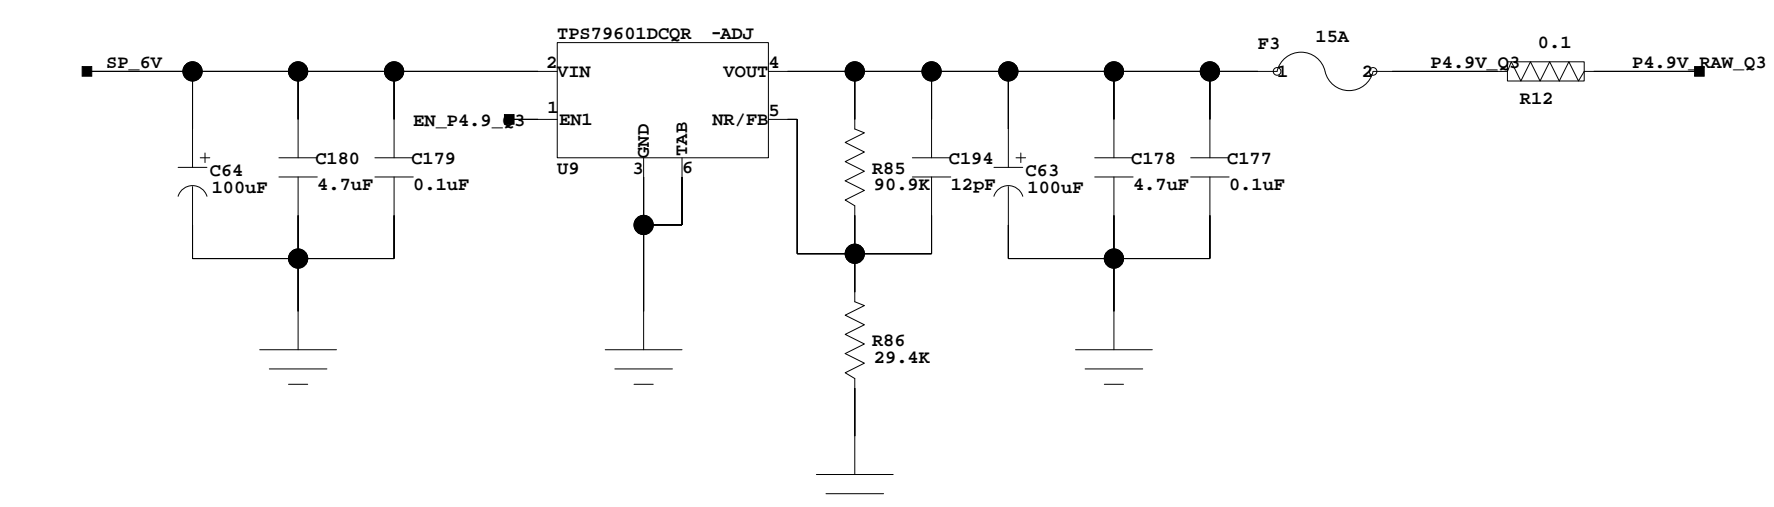 TPS79601DCQR -ADJ
SP_6V
2
VIN
VOUT
4
F3
15A
1
2
P4.9V_Q3
0.1
R12
P4.9V_RAW_Q3
EN_P4.9_Q3
1
EN1
NR/FB
5
GND
TAB
U9
3
6
C64
100uF
C180
4.7uF
C179
0.1uF
R85
90.9K
C194
12pF
C63
100uF
C178
4.7uF
C177
0.1uF
R86
29.4K